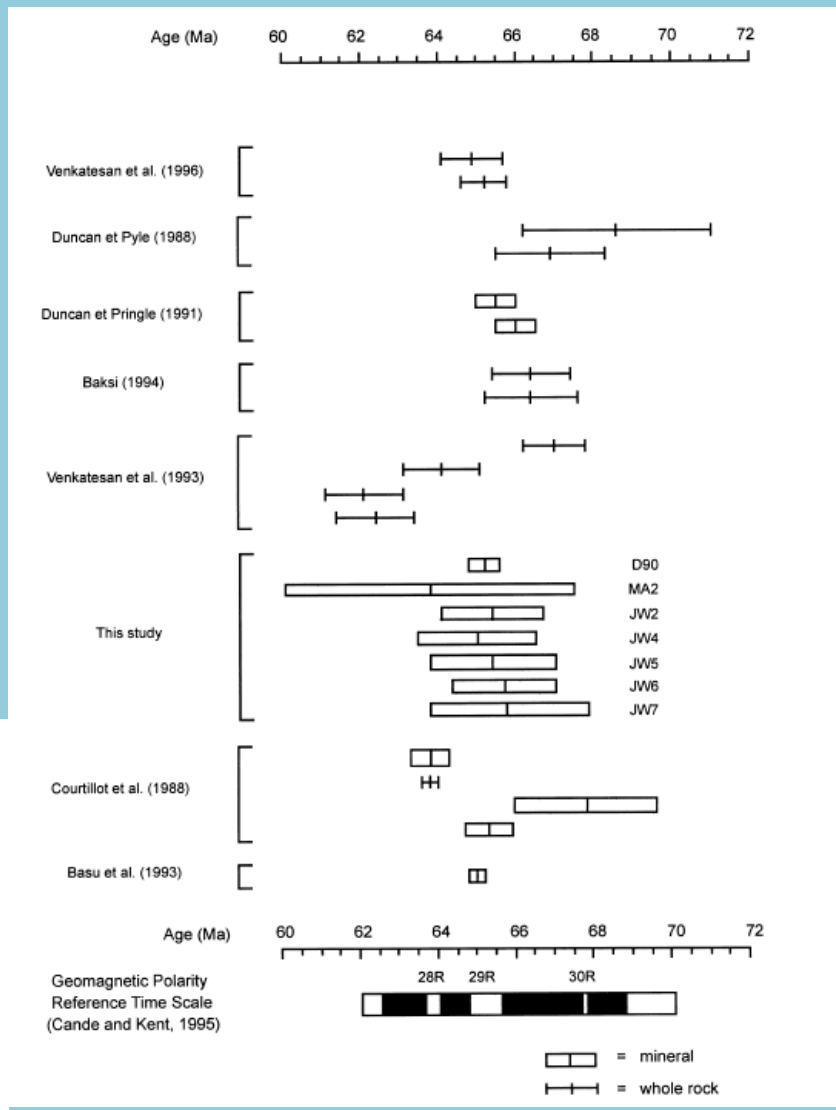 Age (Ma) 60 62 64 66 68 70 72
Venkatesan et al. (1996)
Duncan et Pyle (1988)
Duncan et Pringle (1991)
Baksi (1994)
Venkatesan et al. (1993)
D90
MA2
JW2
This study
JW4
JW5
JW6
JW7
Courtillot et al. (1988)
Basu et al. (1993)
Age (Ma) 60 62 64 66 68 70 72
28R 29R 30R
Geomagnetic Polarity
Reference Time Scale
(Cande and Kent, 1995)
= mineral
= whole rock